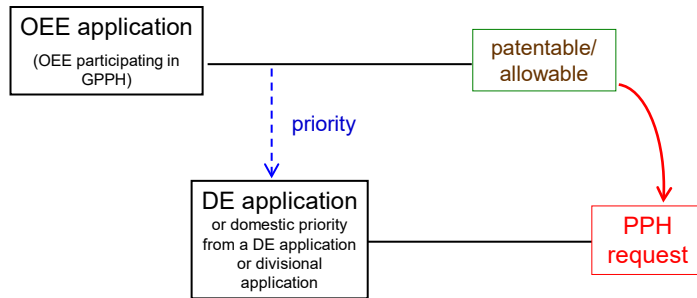 OEE application
(OEE participating in
GPPH)
patentable/
allowable
priority
DE application
or domestic priority
from a DE application
or divisional
application
PPH
request